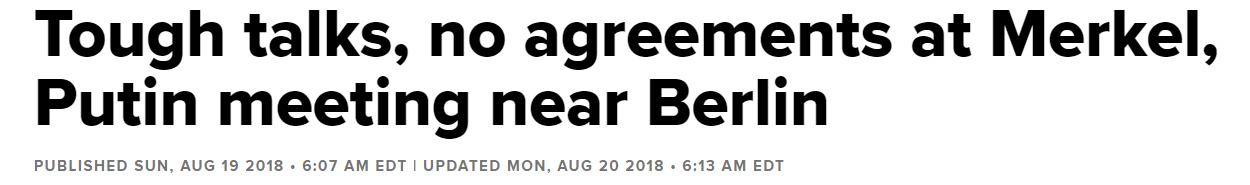 Tough talks, no agreements at Merkel,
Putin meeting near Berlin
PUBLISHED SUN, AUG 19 2018 • 6:07 AM EDT | UPDATED MON, AUG 20 2018 • 6:13 AM EDT